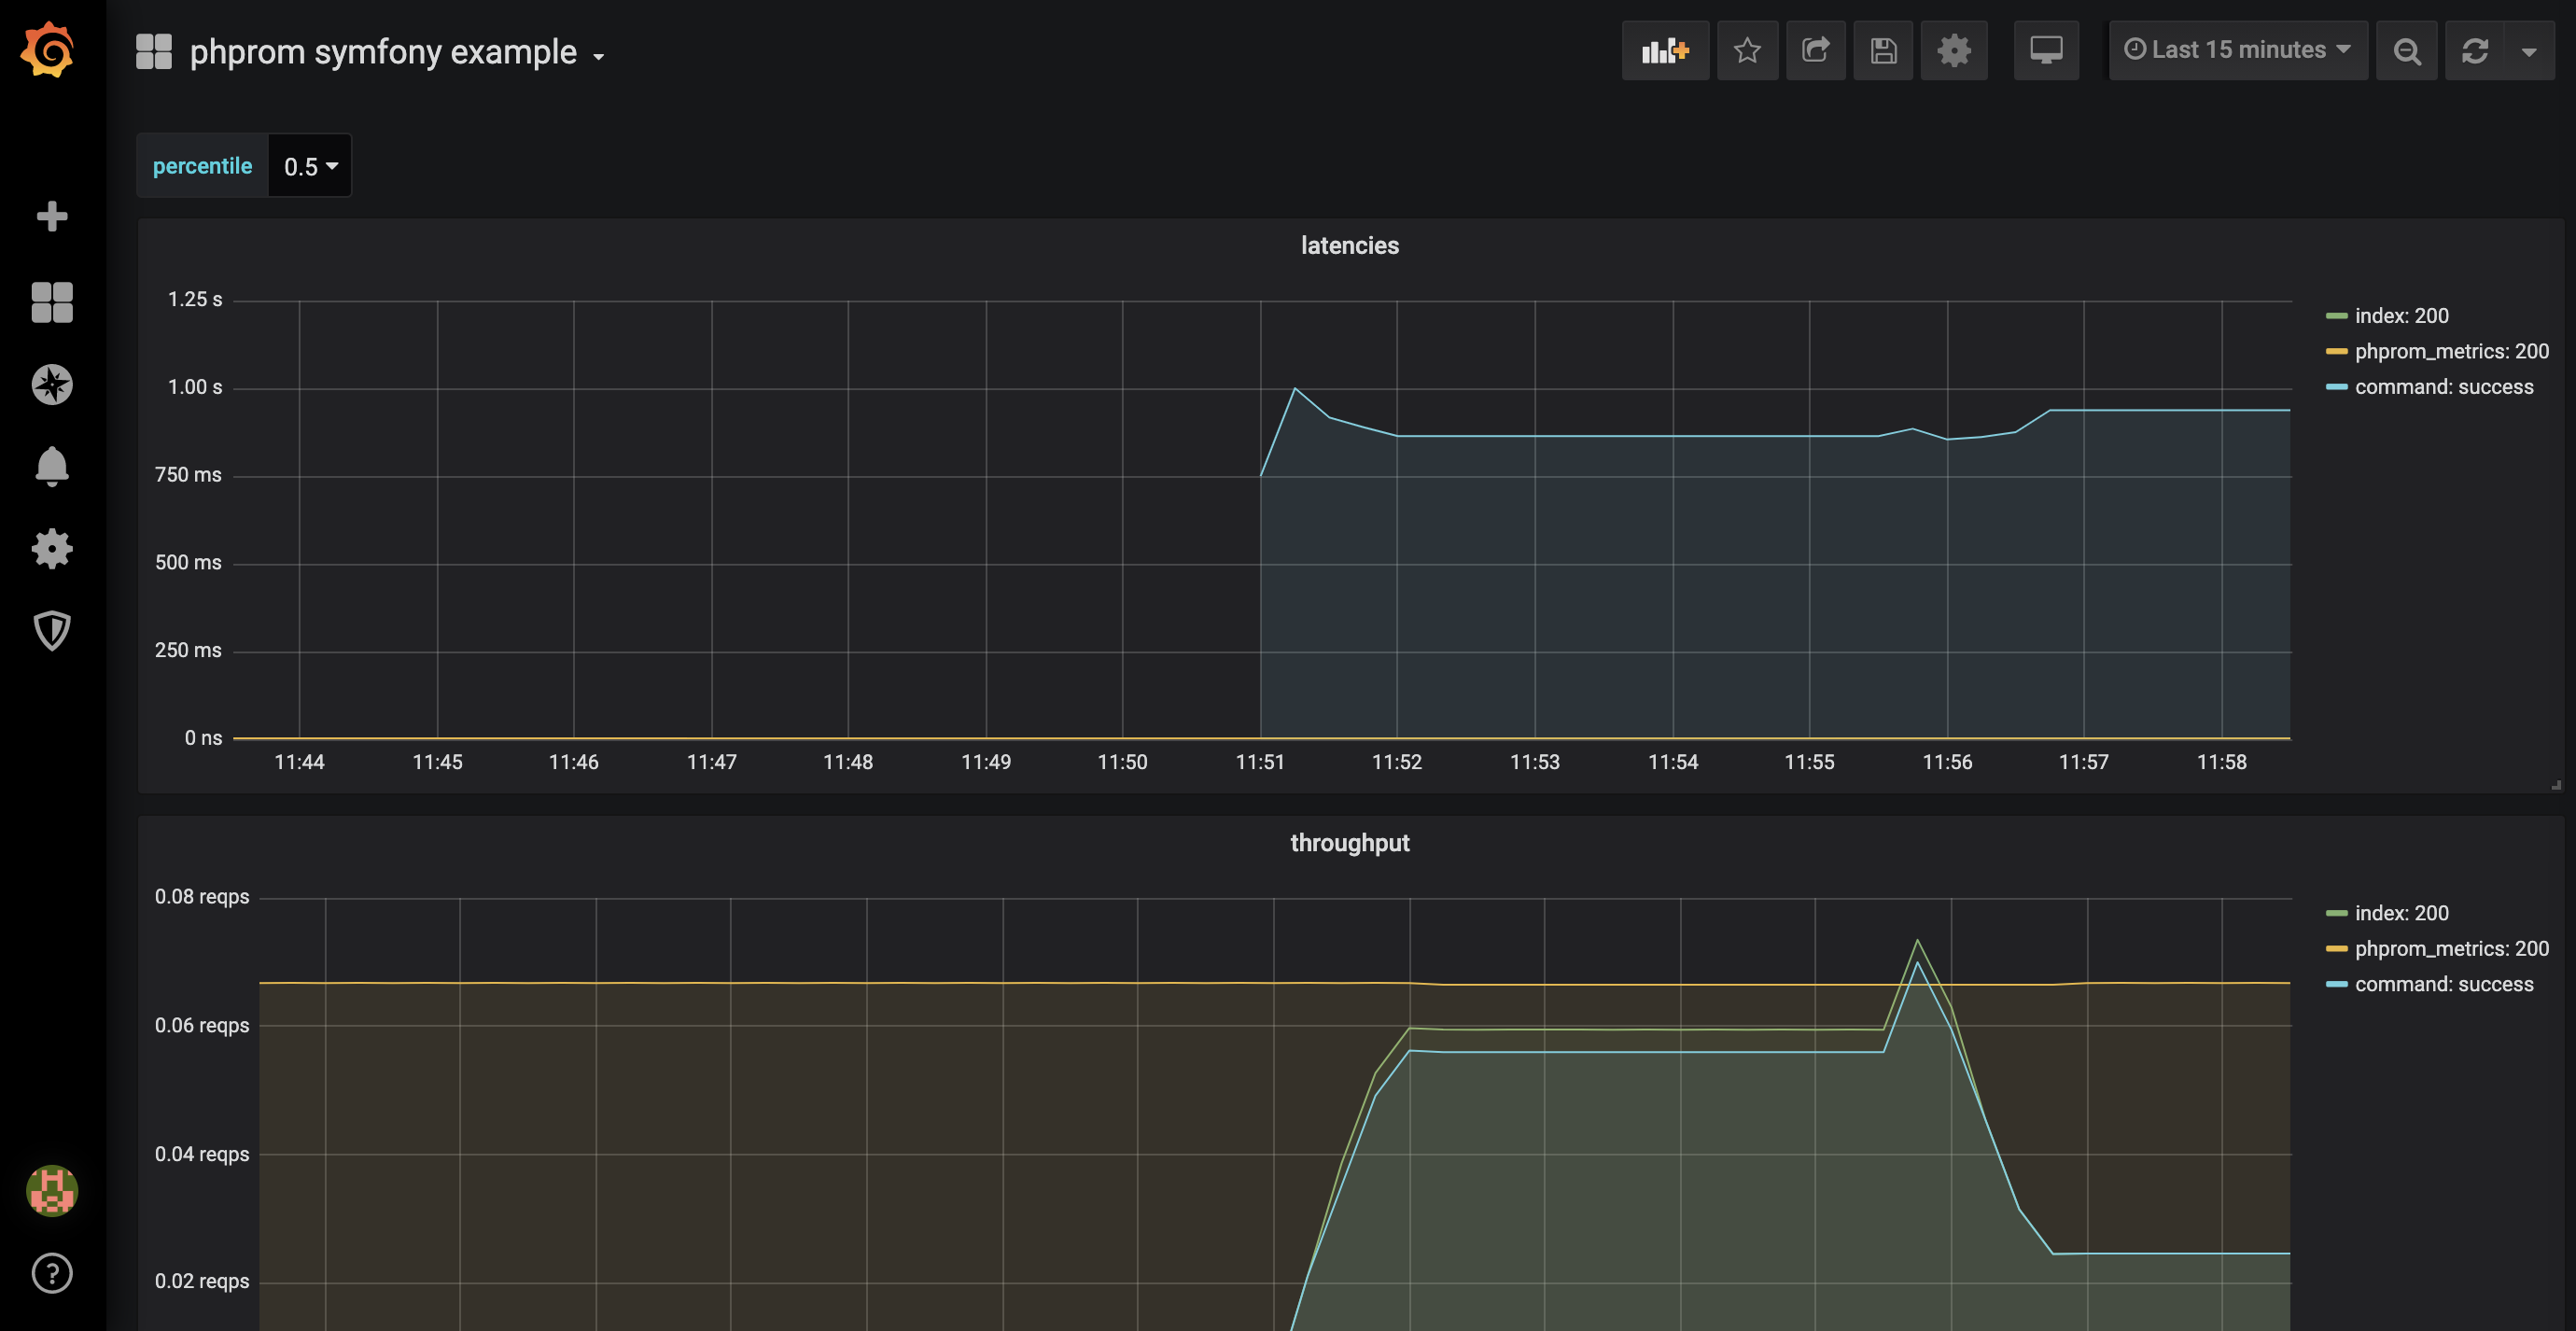 phprom symfony example
Last 15 minutes
percentile 0.5
latencies
1.25 s
1.00 s
750 ms
500 ms
250 ms
0 ns
11:44 11:45 11:46 11:47 11:48 11:49 11:50 11:51 11:52 11:53 11:54 11:55 11:56 11:57 11:58
index: 200
phprom_metrics: 200
command: success
throughput
0.08 reqps
0.06 reqps
0.04 reqps
0.02 reqps
index: 200
phprom_metrics: 200
command: success